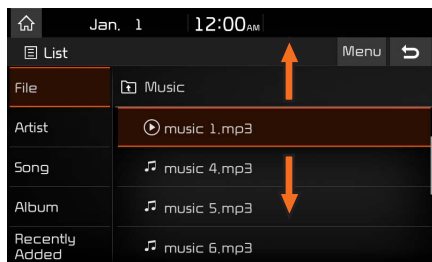 Jan. 1 12:00AM
List Menu
File
Music
Artist
music 1.mp3
Song
music 4.mp3
Album
music 5.mp3
Recently
Added
music 6.mp3